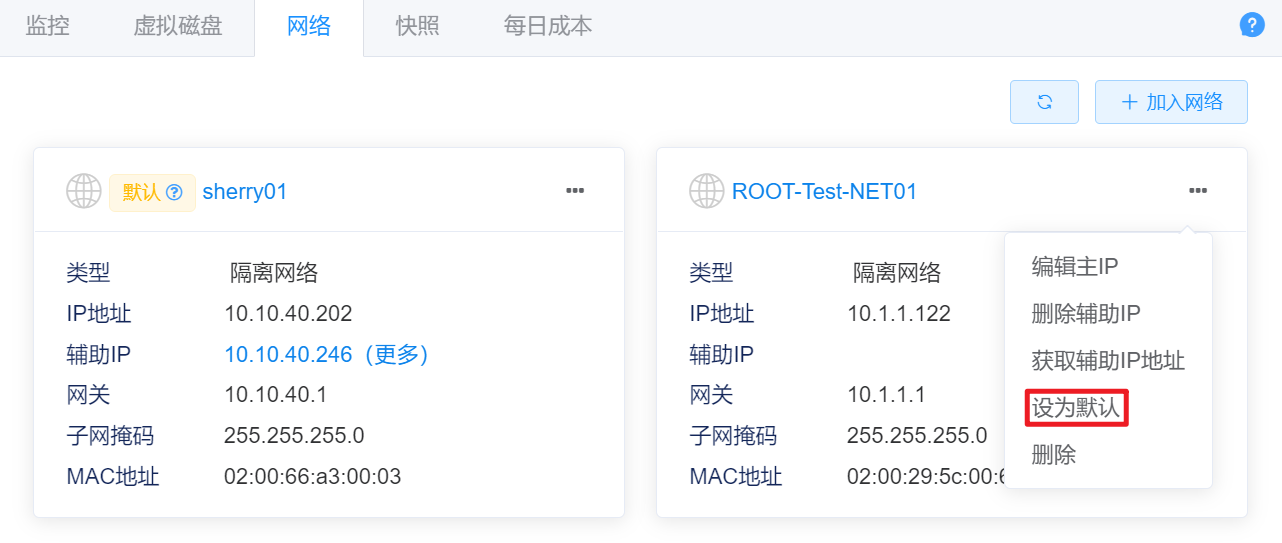 监控 虚拟磁盘 网络 快照 每日成本 ?
+ 加入网络
默认 ? sherry01 ···
类型 隔离网络
IP地址 10.10.40.202
辅助IP 10.10.40.246（更多）
网关 10.10.40.1
子网掩码 255.255.255.0
MAC地址 02:00:66:a3:00:03
ROOT-Test-NET01 ···
类型 隔离网络
IP地址 10.1.1.122
辅助IP
网关 10.1.1.1
子网掩码 255.255.255.0
MAC地址 02:00:29:5c:00:
编辑主IP
删除辅助IP
获取辅助IP地址
设为默认
删除